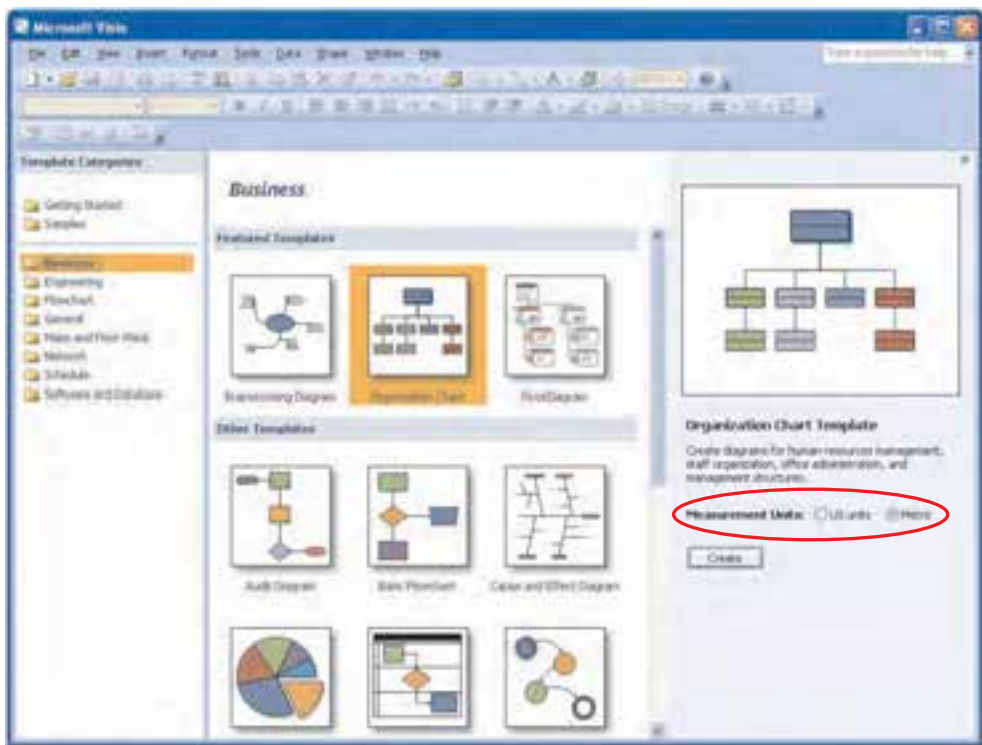 Microsoft Visio
File Edit View Insert Format Tools Data Shape Window Help
Type a question for help
Template Categories
Getting Started
Samples
Business
Engineering
Flowchart
General
Maps and Floor Plans
Network
Schedule
Software and Database
Business
Featured Templates
Brainstorming Diagram
Organization Chart
PivotDiagram
Other Templates
Audit Diagram
Basic Flowchart
Cause and Effect Diagram
Organization Chart Template
Create diagrams for human resources management,
staff organization, office administration, and
management structures.
Measurement Units: US units Metric
Create